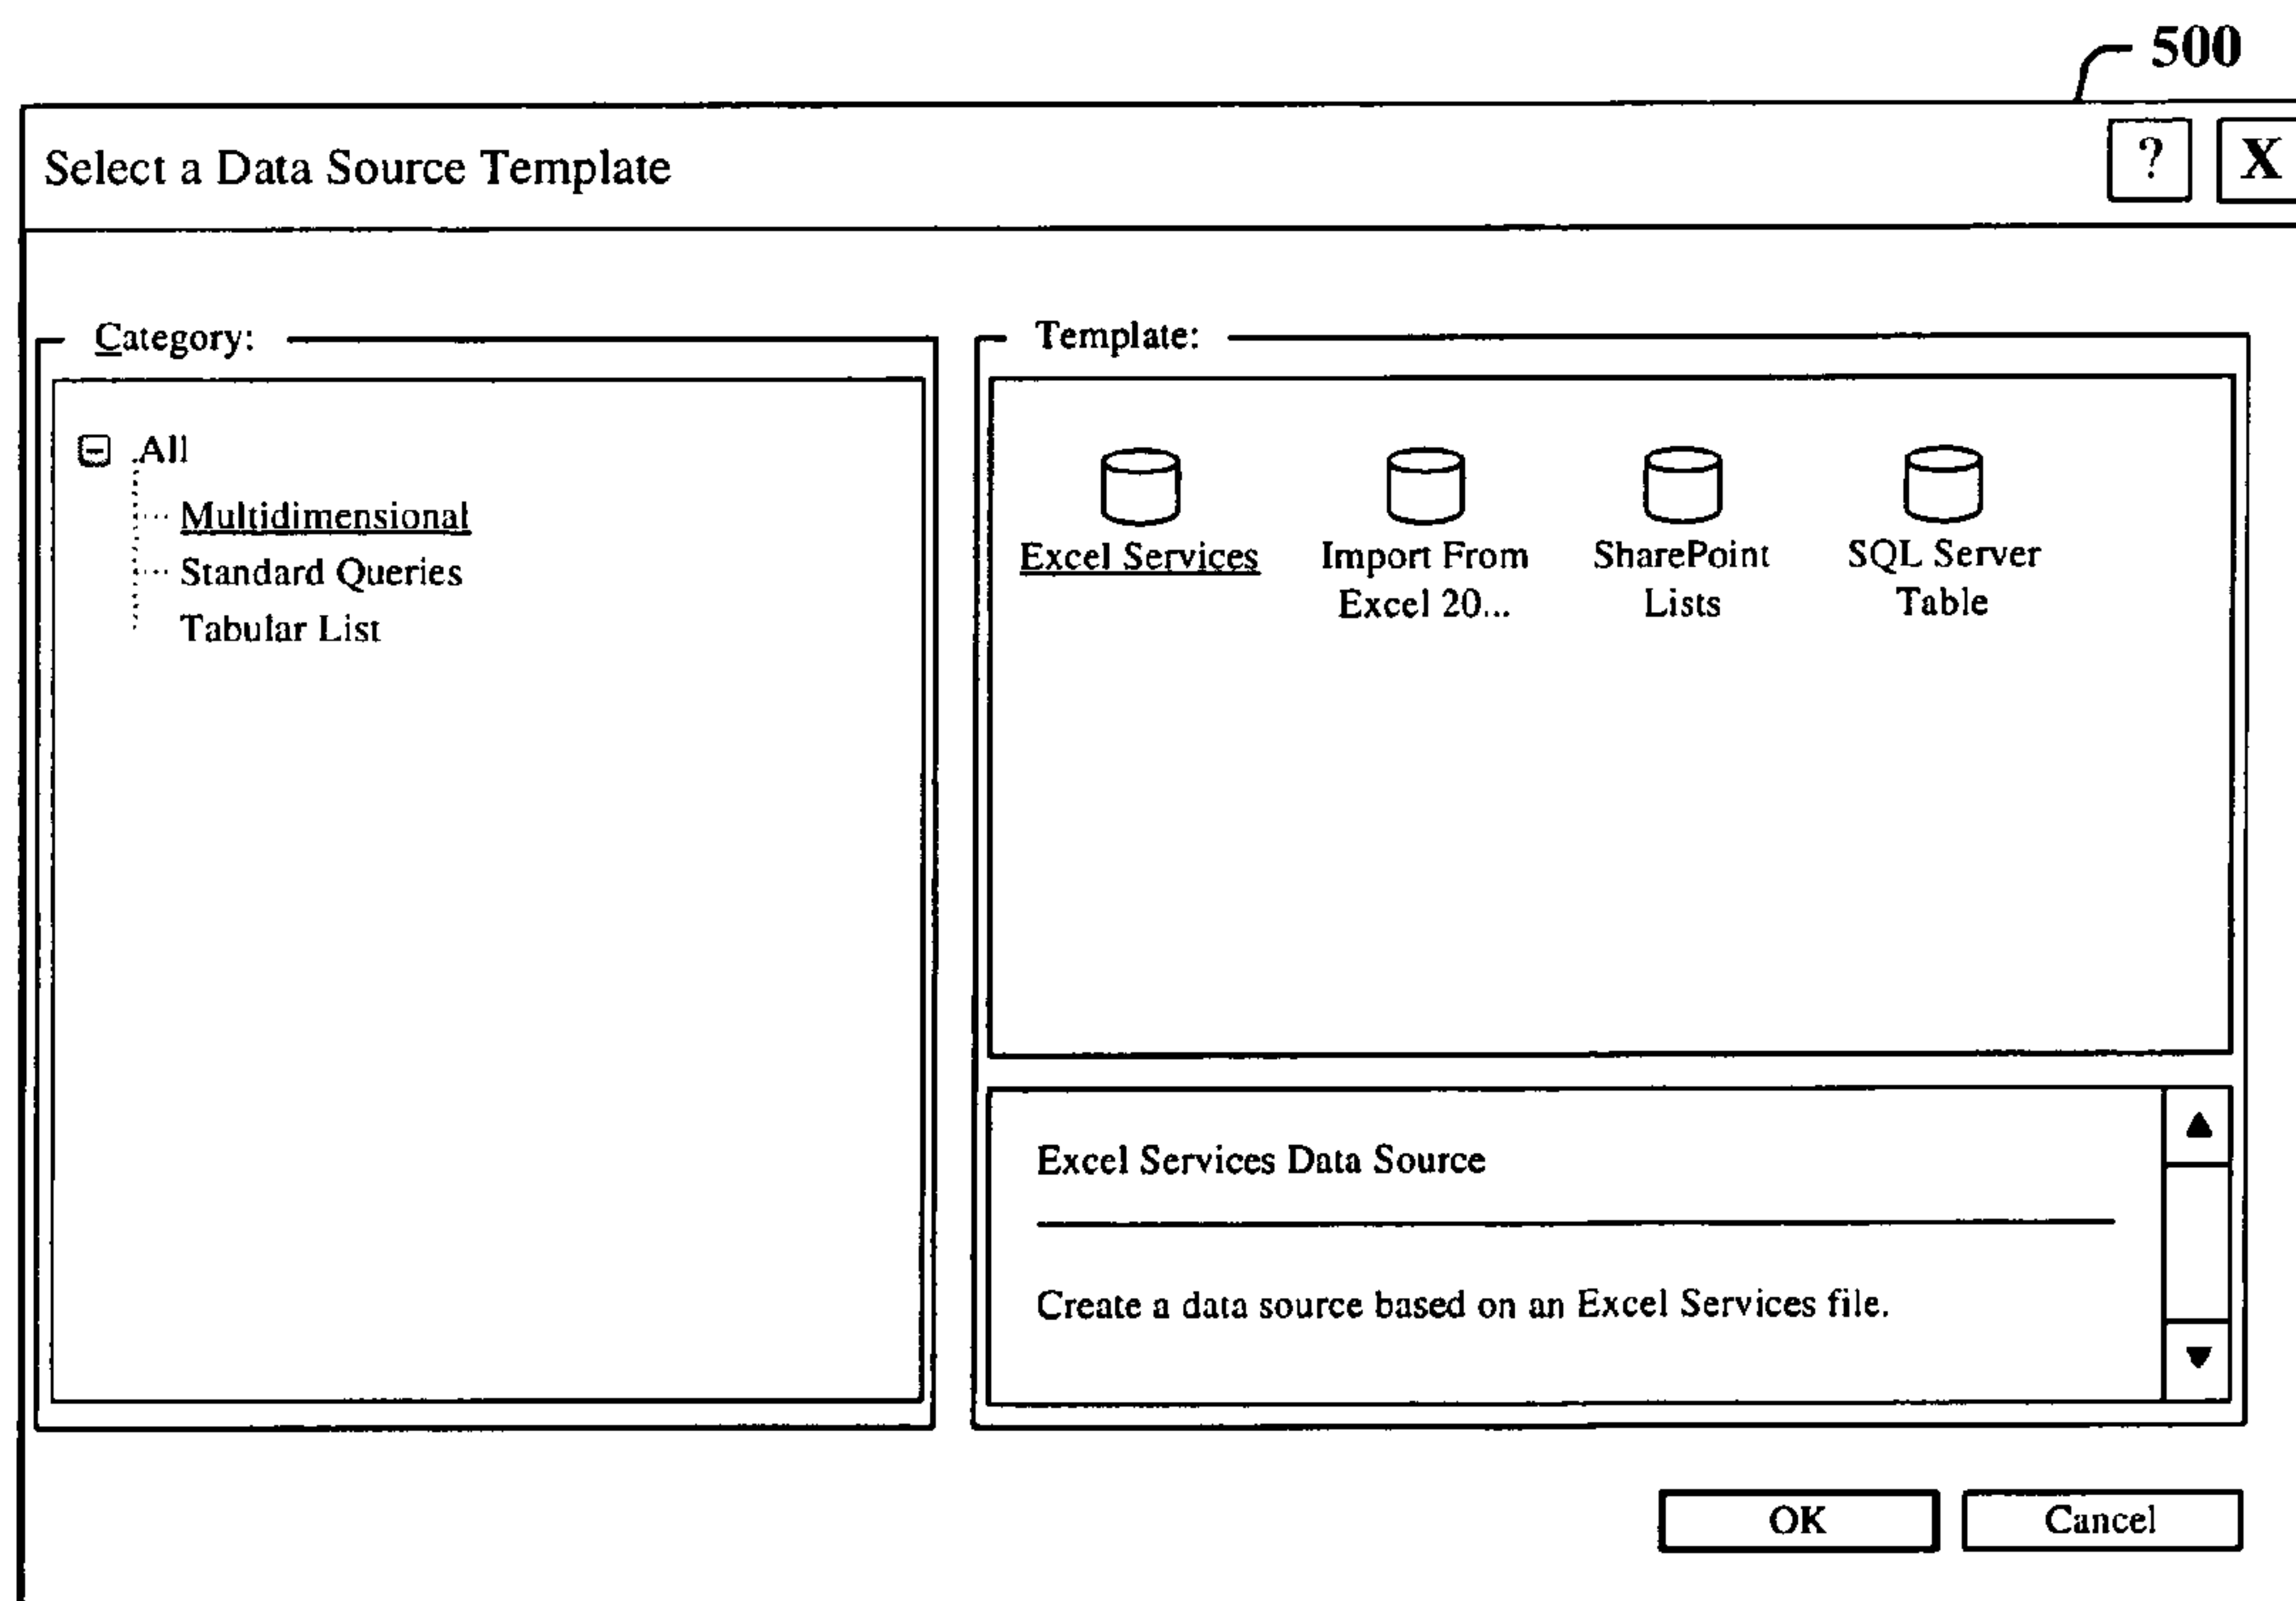 500
Select a Data Source Template
? X
Category:
All
Multidimensional
Standard Queries
Tabular List
Template:
Excel Services
Import From
Excel 20...
SharePoint
Lists
SQL Server
Table
Excel Services Data Source
Create a data source based on an Excel Services file.
OK
Cancel